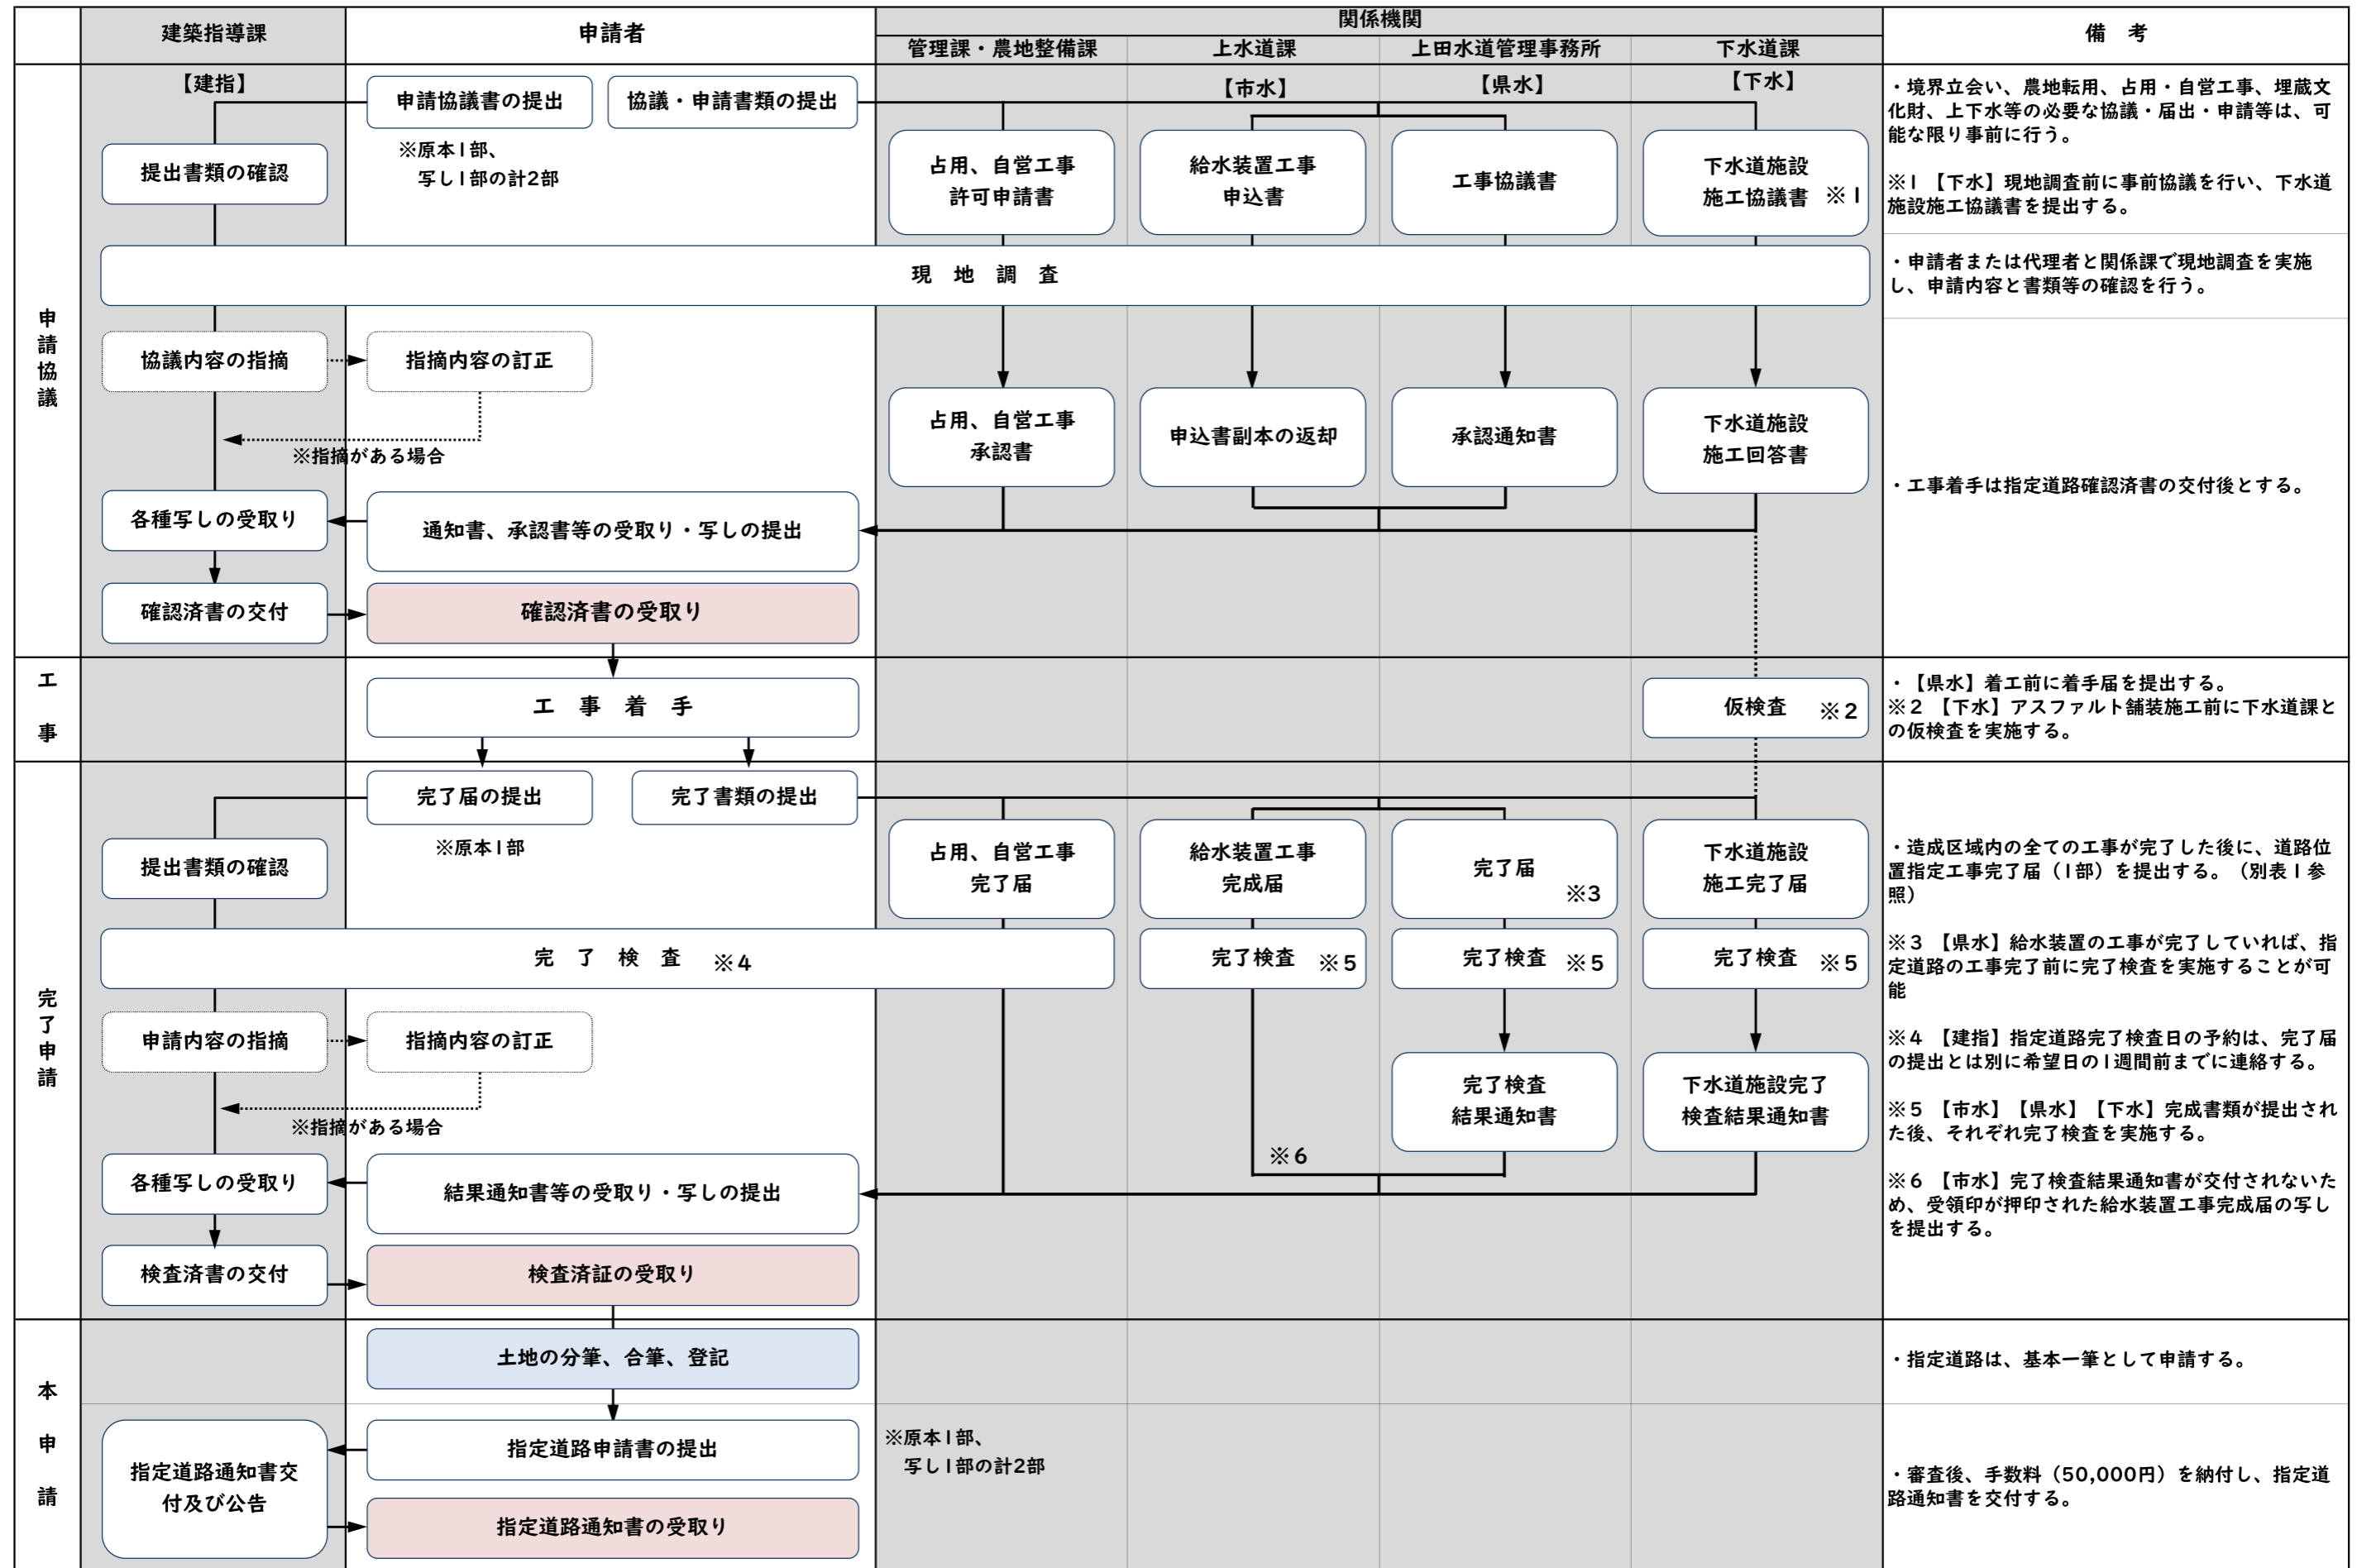 建築指導課
申請者
関係機関
備　考
管理課・農地整備課
上水道課
上田水道管理事務所
下水道課
申請協議
【建指】
【市水】
【県水】
【下水】
申請協議書の提出
協議・申請書類の提出
※原本1部、
写し1部の計2部
提出書類の確認
占用、自営工事
許可申請書
給水装置工事
申込書
工事協議書
下水道施設
施工協議書　※1
・境界立会い、農地転用、占用・自営工事、埋蔵文
化財、上下水等の必要な協議・届出・申請等は、可
能な限り事前に行う。
※1 【下水】現地調査前に事前協議を行い、下水道
施設施工協議書を提出する。
現　地　調　査
・申請者または代理者と関係課で現地調査を実施
し、申請内容と書類等の確認を行う。
協議内容の指摘
指摘内容の訂正
※指摘がある場合
占用、自営工事
承認書
申込書副本の返却
承認通知書
下水道施設
施工回答書
各種写しの受取り
通知書、承認書等の受取り・写しの提出
・工事着手は指定道路確認済書の交付後とする。
確認済書の交付
確認済書の受取り
工　事
工　事　着　手
仮検査　※2
・【県水】着工前に着手届を提出する。
※2 【下水】アスファルト舗装施工前に下水道課と
の仮検査を実施する。
完了申請
完了届の提出
完了書類の提出
※原本1部
提出書類の確認
占用、自営工事
完了届
給水装置工事
完成届
完了届
※3
下水道施設
施工完了届
・造成区域内の全ての工事が完了した後に、道路位
置指定工事完了届（1部）を提出する。（別表1参
照）
完　了　検　査　※4
完了検査　※5
完了検査　※5
完了検査　※5
※3 【県水】給水装置の工事が完了していれば、指
定道路の工事完了前に完了検査を実施することが可
能
※4 【建指】指定道路完了検査日の予約は、完了届
の提出とは別に希望日の1週間前までに連絡する。
※5 【市水】【県水】【下水】完成書類が提出され
た後、それぞれ完了検査を実施する。
※6 【市水】完了検査結果通知書が交付されないた
め、受領印が押印された給水装置工事完成届の写し
を提出する。
申請内容の指摘
指摘内容の訂正
※指摘がある場合
完了検査
結果通知書
下水道施設完了
検査結果通知書
※6
各種写しの受取り
結果通知書等の受取り・写しの提出
検査済書の交付
検査済証の受取り
本　申　請
土地の分筆、合筆、登記
・指定道路は、基本一筆として申請する。
指定道路通知書交
付及び公告
指定道路申請書の提出
※原本1部、
写し1部の計2部
指定道路通知書の受取り
・審査後、手数料（50,000円）を納付し、指定道
路通知書を交付する。